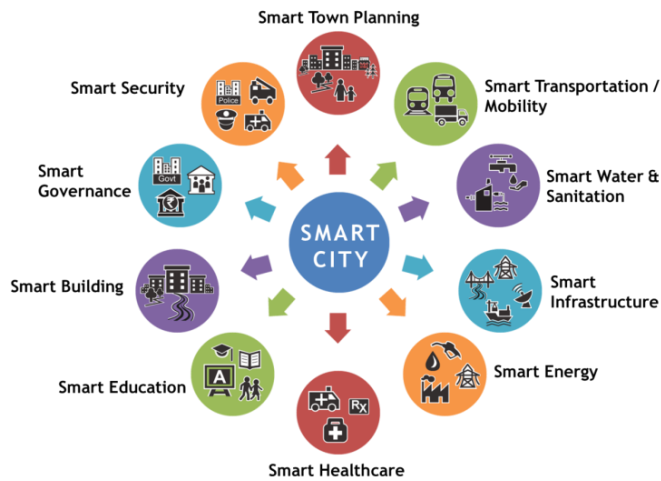 Smart Town Planning
Smart Security
Police
Smart Transportation /
Mobility
Smart
Governance
Govt
₹
Smart Water &
Sanitation
SMART
CITY
Smart Building
Smart
Infrastructure
A
Smart Education
Smart Energy
Rx
Smart Healthcare